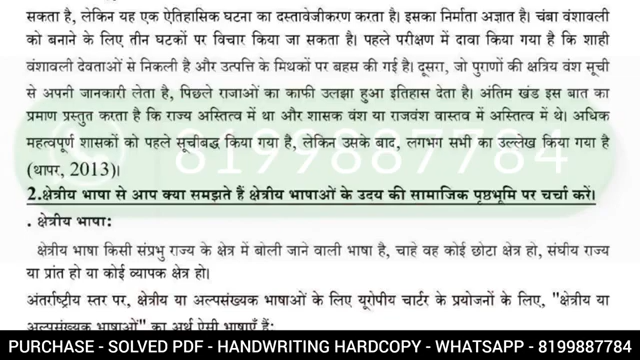 सकता है, लेकिन यह एक ऐतिहासिक घटना का दस्तावेजीकरण करता है। इसका निर्माता अज्ञात है। चंबा वंशावली
को बनाने के लिए तीन घटकों पर विचार किया जा सकता है। पहले परीक्षण में दावा किया गया है कि शाही
वंशावली देवताओं से निकली है और उत्पत्ति के मिथकों पर बहस की गई है। दूसरा, जो पुराणों की क्षत्रिय वंश सूची
से अपनी जानकारी लेता है, पिछले राजाओं का काफी उलझा हुआ इतिहास देता है। अंतिम खंड इस बात का
प्रमाण प्रस्तुत करता है कि राज्य अस्तित्व में था और शासक वंश या राजवंश वास्तव में अस्तित्व में थे। अधिक
महत्वपूर्ण शासकों को पहले सूचीबद्ध किया गया है, लेकिन उसके बाद, लगभग सभी का उल्लेख किया गया है
(थापर, 2013)।
8199887784
2.क्षेत्रीय भाषा से आप क्या समझते हैं क्षेत्रीय भाषाओं के उदय की सामाजिक पृष्ठभूमि पर चर्चा करें।
. क्षेत्रीय भाषा:
क्षेत्रीय भाषा किसी संप्रभु राज्य के क्षेत्र में बोली जाने वाली भाषा है, चाहे वह कोई छोटा क्षेत्र हो, संघीय राज्य
या प्रांत हो या कोई व्यापक क्षेत्र हो।
अंतर्राष्ट्रीय स्तर पर, क्षेत्रीय या अल्पसंख्यक भाषाओं के लिए यूरोपीय चार्टर के प्रयोजनों के लिए, "क्षेत्रीय या
अल्पसंख्यक भाषाओं" का अर्थ ऐसी भाषाएँ हैं:
PURCHASE - SOLVED PDF - HANDWRITING HARDCOPY - WHATSAPP - 8199887784